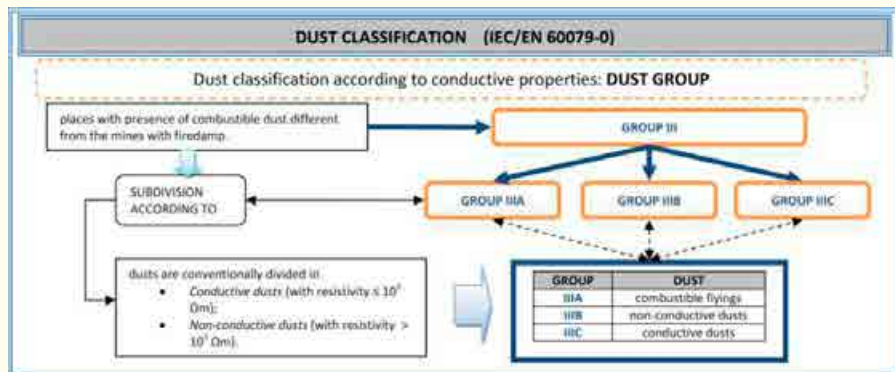 DUST CLASSIFICATION (IEC/EN 60079-0)
Dust classification according to conductive properties: DUST GROUP
places with presence of combustible dust different
from the mines with firedamp.
GROUP III
SUBDIVISION
ACCORDING TO
GROUP IIIA
GROUP IIIB
GROUP IIIC
dusts are conventionally divided in
• Conductive dusts (with resistivity ≤ 10³
Ωm);
• Non-conductive dusts (with resistivity >
10³ Ωm).
GROUP DUST
IIIA combustible flyings
IIIB non-conductive dusts
IIIC conductive dusts